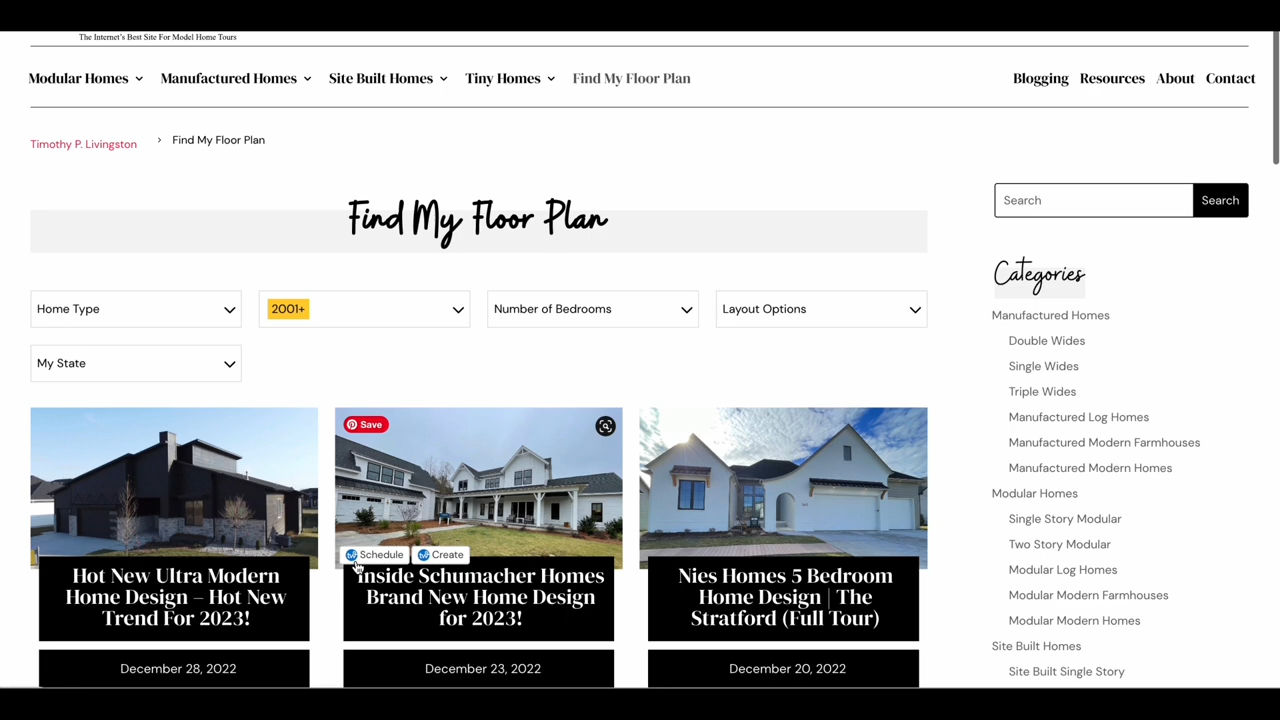 The Internet's Best Site For Model Home Tours
Modular Homes Manufactured Homes Site Built Homes Tiny Homes Find My Floor Plan Blogging Resources About Contact
Timothy P. Livingston > Find My Floor Plan
Find My Floor Plan
Search Search
Categories
Home Type 2001+ Number of Bedrooms Layout Options
My State
Manufactured Homes
Double Wides
Single Wides
Triple Wides
Manufactured Log Homes
Manufactured Modern Farmhouses
Manufactured Modern Homes
Modular Homes
Single Story Modular
Two Story Modular
Modular Log Homes
Modular Modern Farmhouses
Modular Modern Homes
Site Built Homes
Site Built Single Story
Save
Schedule Create
Hot New Ultra Modern
Home Design – Hot New
Trend For 2023!
December 28, 2022
Inside Schumacher Homes
Brand New Home Design
for 2023!
December 23, 2022
Nies Homes 5 Bedroom
Home Design | The
Stratford (Full Tour)
December 20, 2022